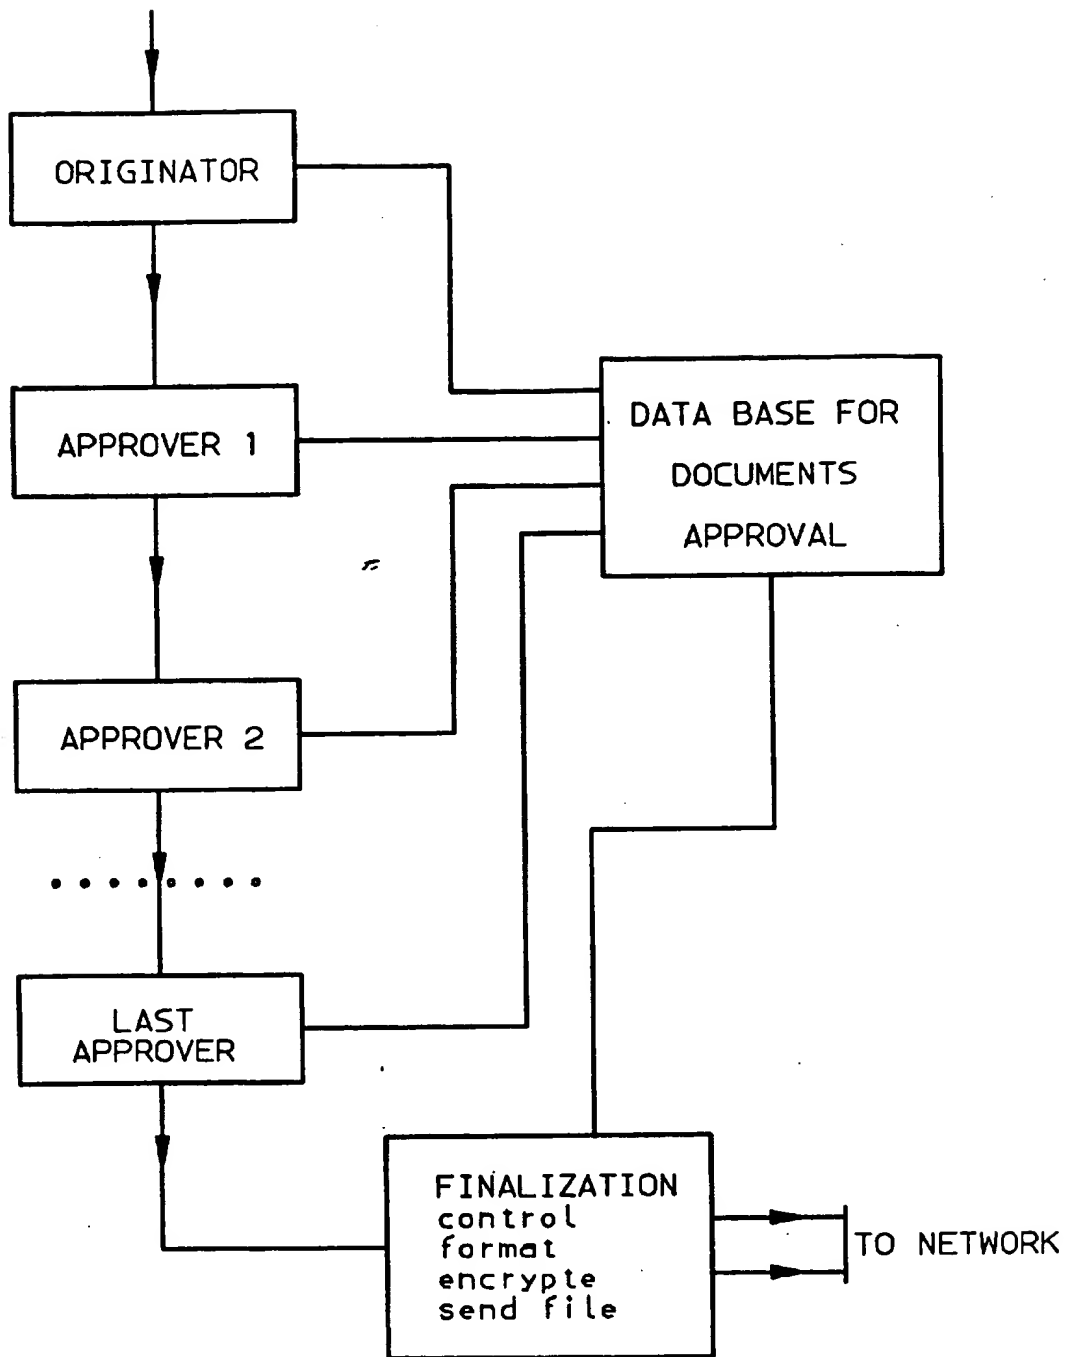 ORIGINATOR
APPROVER 1
DATA BASE FOR
DOCUMENTS
APPROVAL
APPROVER 2
LAST
APPROVER
FINALIZATION
control
format
encrypte
send file
TO NETWORK